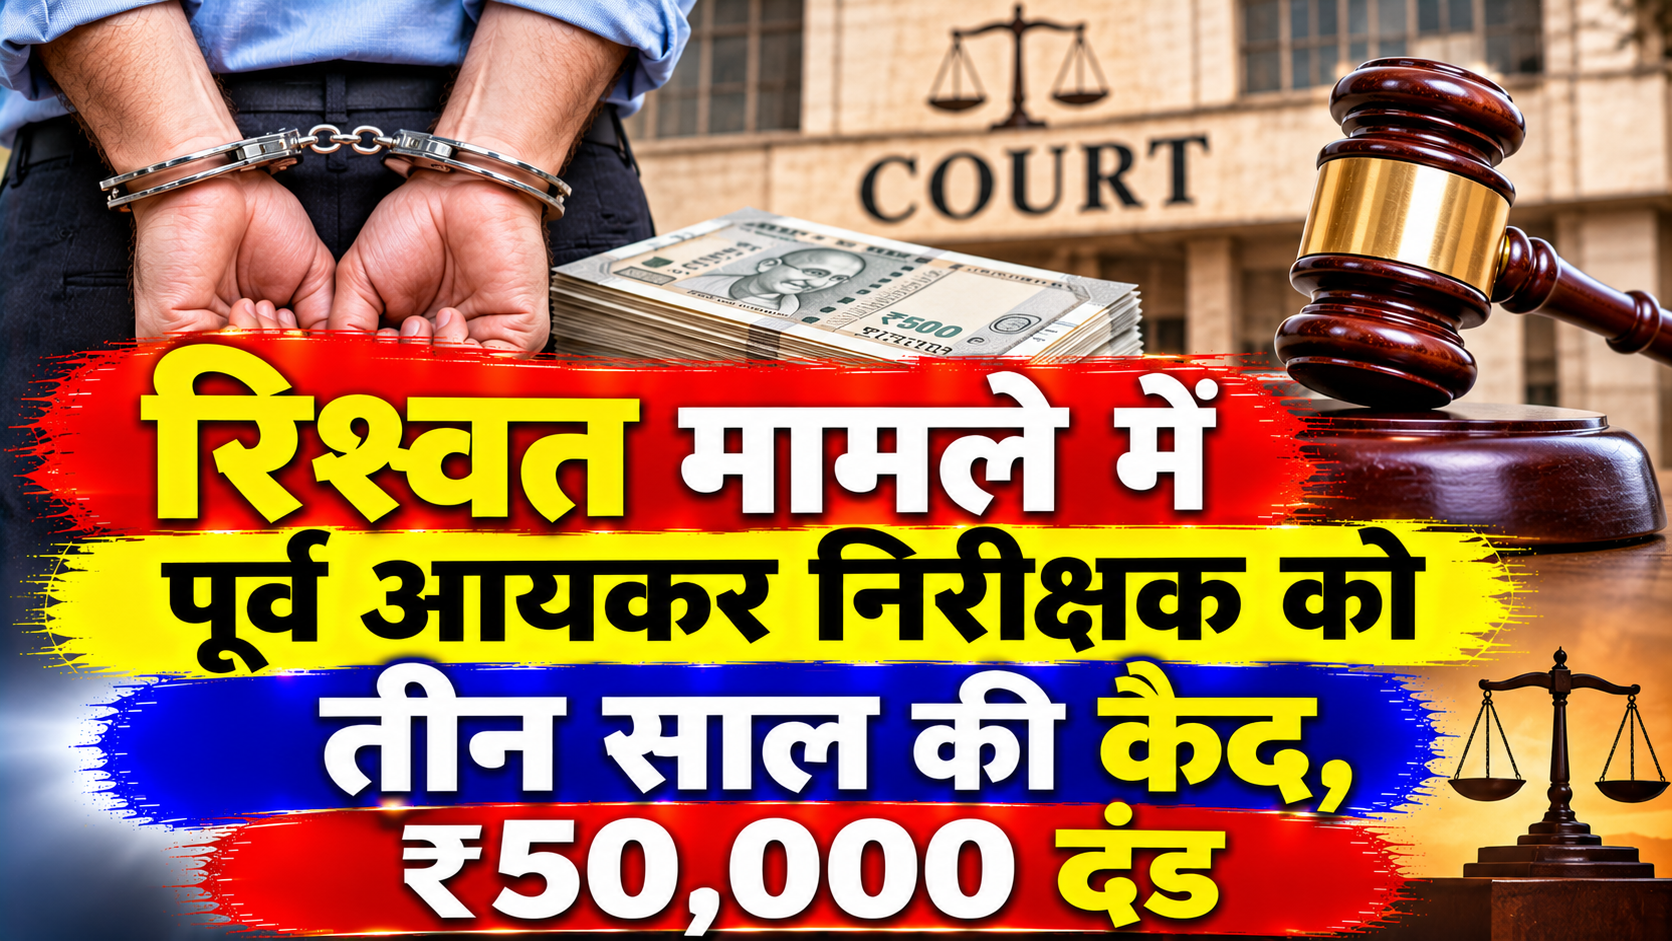 COURT
₹500
रिश्वत मामले में
पूर्व आयकर निरीक्षक को
तीन साल की कैद,
₹50,000 दंड